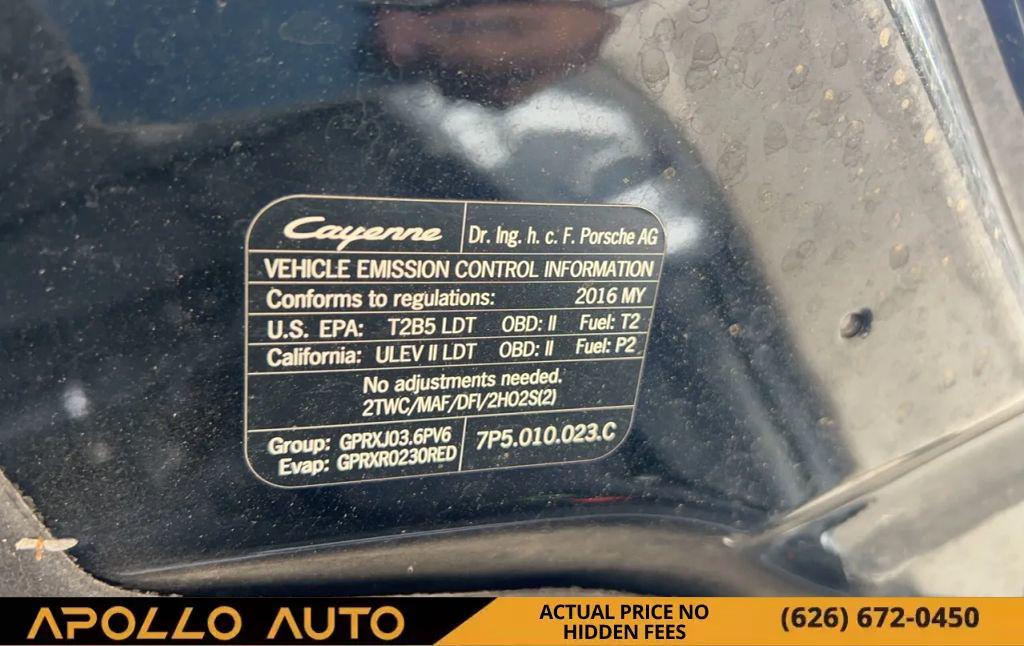 Cayenne Dr. Ing. h. c. F. Porsche AG
VEHICLE EMISSION CONTROL INFORMATION
Conforms to regulations: 2016 MY
U.S. EPA: T2B5 LDT OBD: II Fuel: T2
California: ULEV II LDT OBD: II Fuel: P2
No adjustments needed.
2TWC/MAF/DFI/2HO2S(2)
Group: GPRXJ03.6PV6
Evap: GPRXR0230RED
7P5.010.023.C
APOLLO AUTO
ACTUAL PRICE NO
HIDDEN FEES
(626) 672-0450